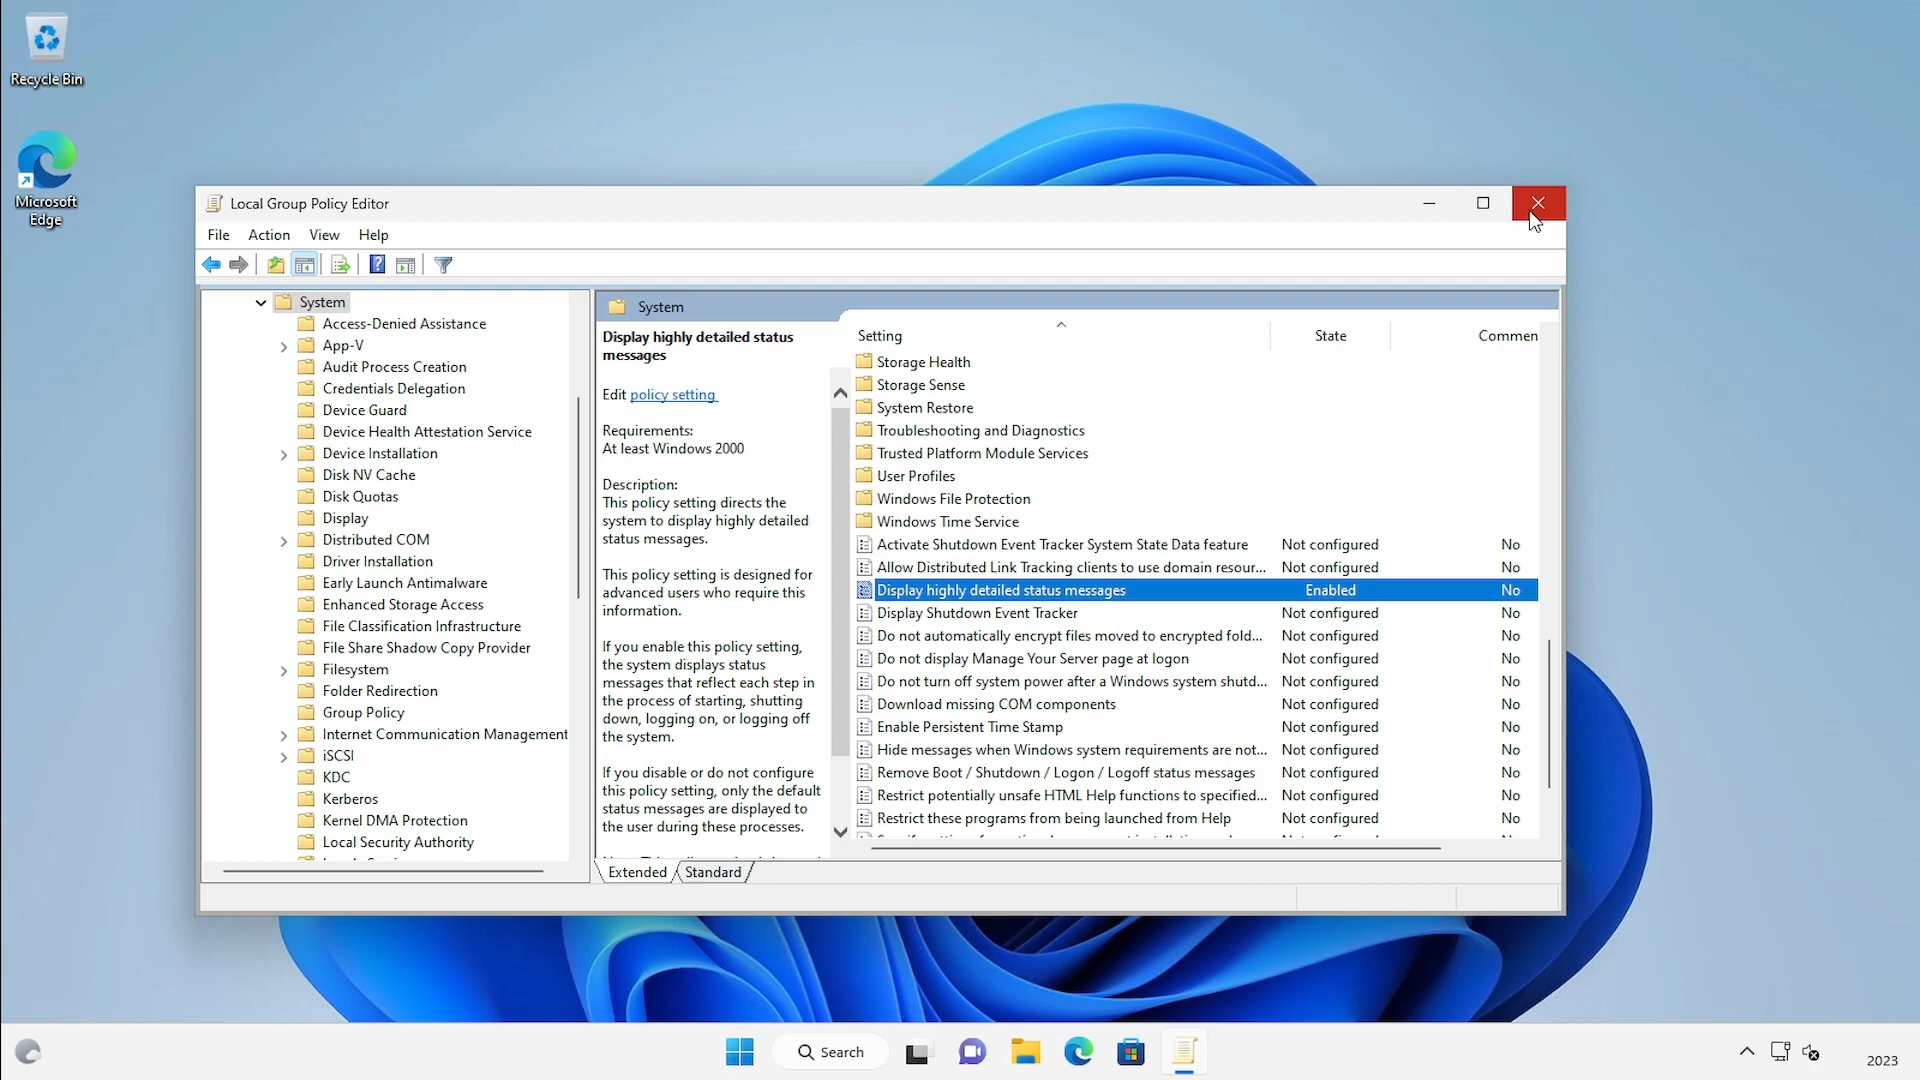 Recycle Bin
Microsoft
Edge
Local Group Policy Editor
File Action View Help
System
Access-Denied Assistance
App-V
Audit Process Creation
Credentials Delegation
Device Guard
Device Health Attestation Service
Device Installation
Disk NV Cache
Disk Quotas
Display
Distributed COM
Driver Installation
Early Launch Antimalware
Enhanced Storage Access
File Classification Infrastructure
File Share Shadow Copy Provider
Filesystem
Folder Redirection
Group Policy
Internet Communication Management
iSCSI
KDC
Kerberos
Kernel DMA Protection
Local Security Authority
System
Display highly detailed status
messages
Edit policy setting
Requirements:
At least Windows 2000
Description:
This policy setting directs the
system to display highly detailed
status messages.
This policy setting is designed for
advanced users who require this
information.
If you enable this policy setting,
the system displays status
messages that reflect each step in
the process of starting, shutting
down, logging on, or logging off
the system.
If you disable or do not configure
this policy setting, only the default
status messages are displayed to
the user during these processes.
Setting State Commen
Storage Health
Storage Sense
System Restore
Troubleshooting and Diagnostics
Trusted Platform Module Services
User Profiles
Windows File Protection
Windows Time Service
Activate Shutdown Event Tracker System State Data feature Not configured No
Allow Distributed Link Tracking clients to use domain resour... Not configured No
Display highly detailed status messages Enabled No
Display Shutdown Event Tracker Not configured No
Do not automatically encrypt files moved to encrypted fold... Not configured No
Do not display Manage Your Server page at logon Not configured No
Do not turn off system power after a Windows system shutd... Not configured No
Download missing COM components Not configured No
Enable Persistent Time Stamp Not configured No
Hide messages when Windows system requirements are not... Not configured No
Remove Boot / Shutdown / Logon / Logoff status messages Not configured No
Restrict potentially unsafe HTML Help functions to specified... Not configured No
Restrict these programs from being launched from Help Not configured No
Extended Standard
Search
2023